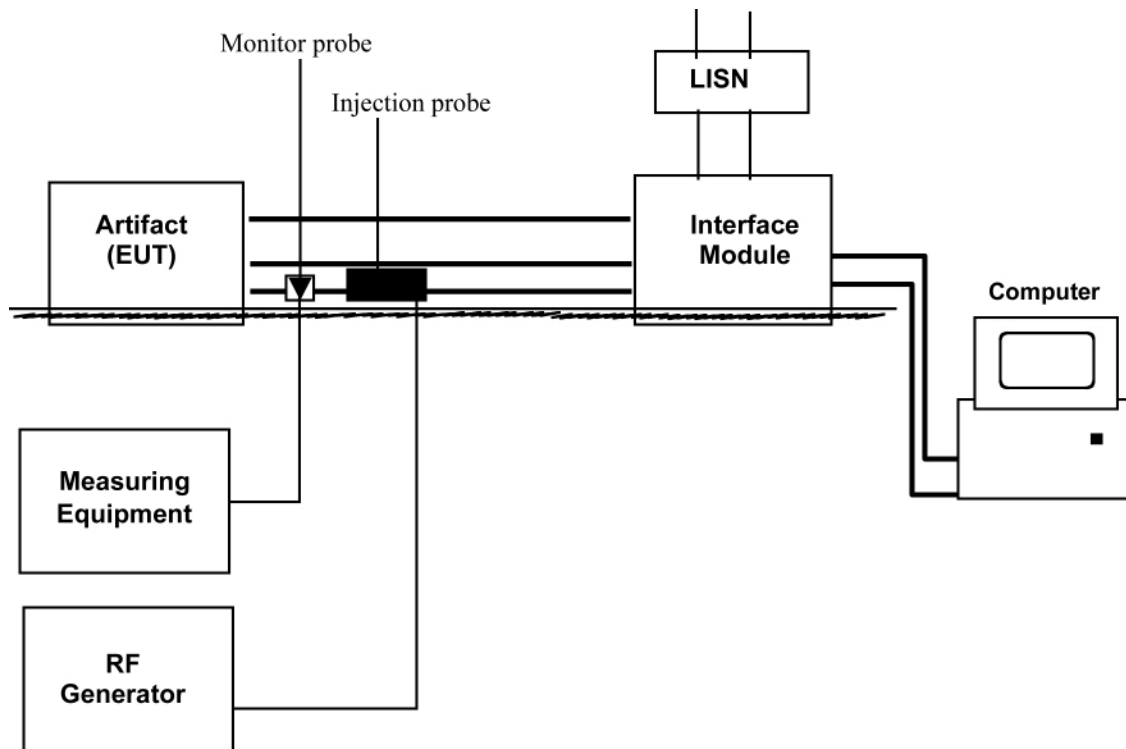 Monitor probe
Injection probe
LISN
Artifact
(EUT)
Interface
Module
Computer
Measuring
Equipment
RF
Generator